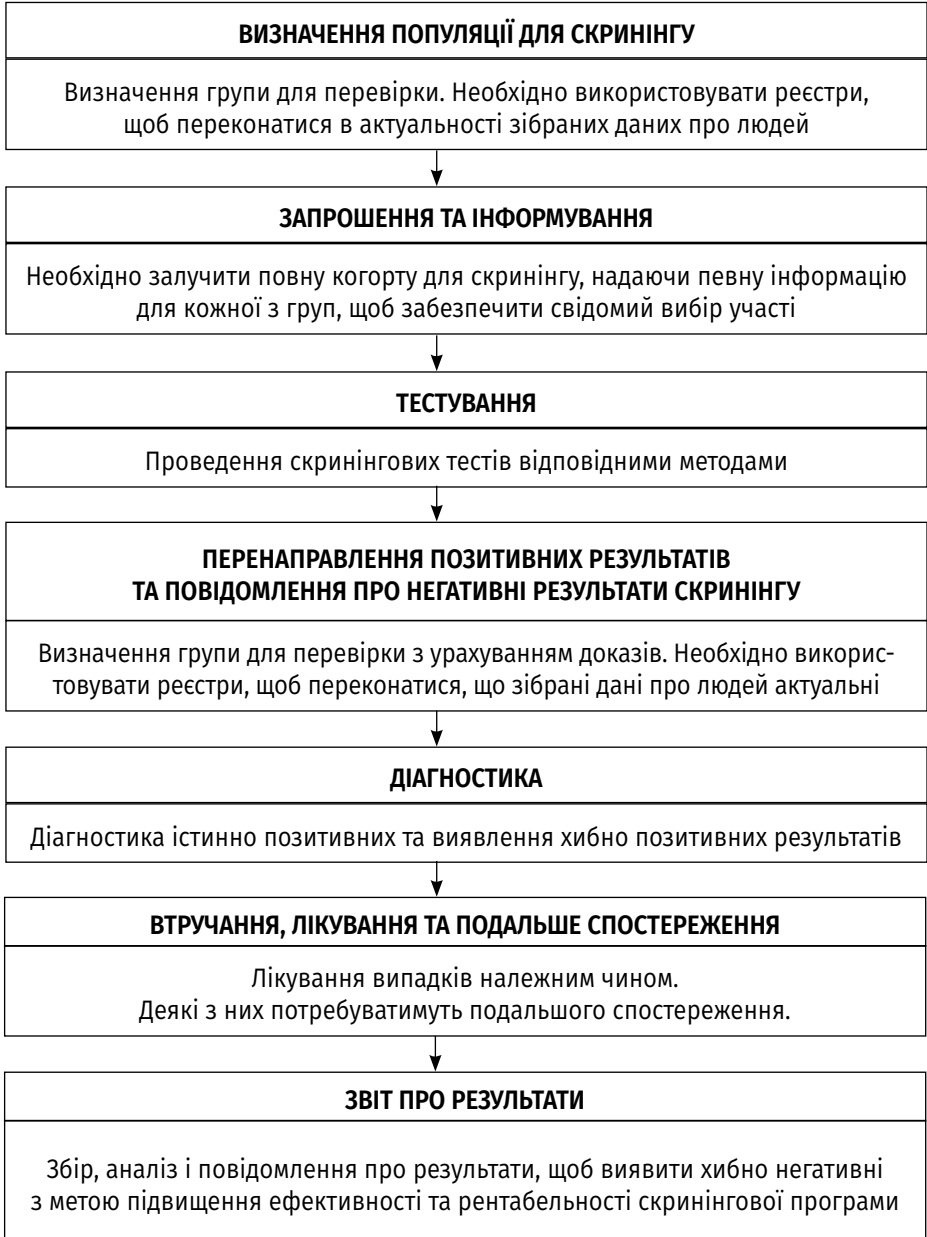 ВИЗНАЧЕННЯ ПОПУЛЯЦІЇ ДЛЯ СКРИНІНГУ
Визначення групи для перевірки. Необхідно використовувати реєстри,
щоб переконатися в актуальності зібраних даних про людей
ЗАПРОШЕННЯ ТА ІНФОРМУВАННЯ
Необхідно залучити повну когорту для скринінгу, надаючи певну інформацію
для кожної з груп, щоб забезпечити свідомий вибір участі
ТЕСТУВАННЯ
Проведення скринінгових тестів відповідними методами
ПЕРЕНАПРАВЛЕННЯ ПОЗИТИВНИХ РЕЗУЛЬТАТІВ
ТА ПОВІДОМЛЕННЯ ПРО НЕГАТИВНІ РЕЗУЛЬТАТИ СКРИНІНГУ
Визначення групи для перевірки з урахуванням доказів. Необхідно викорис-
товувати реєстри, щоб переконатися, що зібрані дані про людей актуальні
ДІАГНОСТИКА
Діагностика істинно позитивних та виявлення хибно позитивних результатів
ВТРУЧАННЯ, ЛІКУВАННЯ ТА ПОДАЛЬШЕ СПОСТЕРЕЖЕННЯ
Лікування випадків належним чином.
Деякі з них потребуватимуть подальшого спостереження.
ЗВІТ ПРО РЕЗУЛЬТАТИ
Збір, аналіз і повідомлення про результати, щоб виявити хибно негативні
з метою підвищення ефективності та рентабельності скринінгової програми